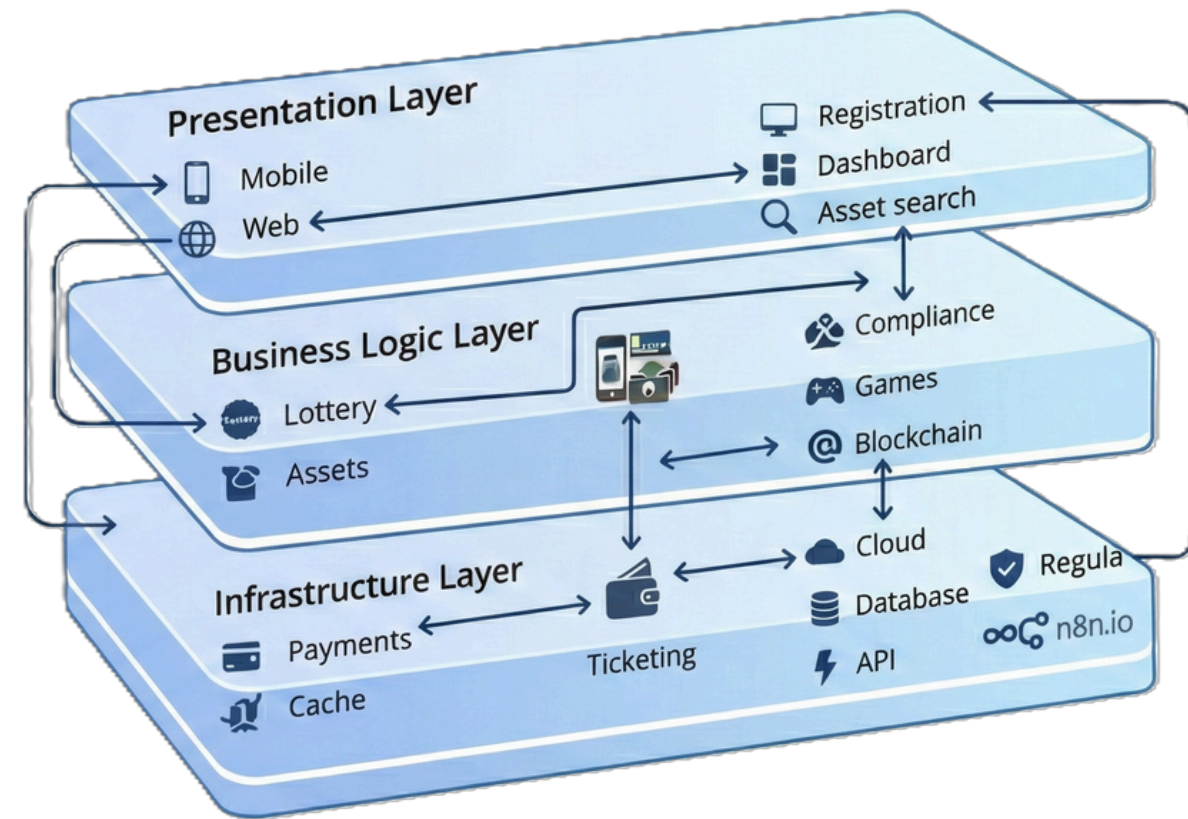 Presentation Layer
Mobile
Web
Registration
Dashboard
Asset search
Business Logic Layer
Lottery
Assets
Compliance
Games
Blockchain
Infrastructure Layer
Payments
Cache
Ticketing
Cloud
Database
API
Regula
n8n.io